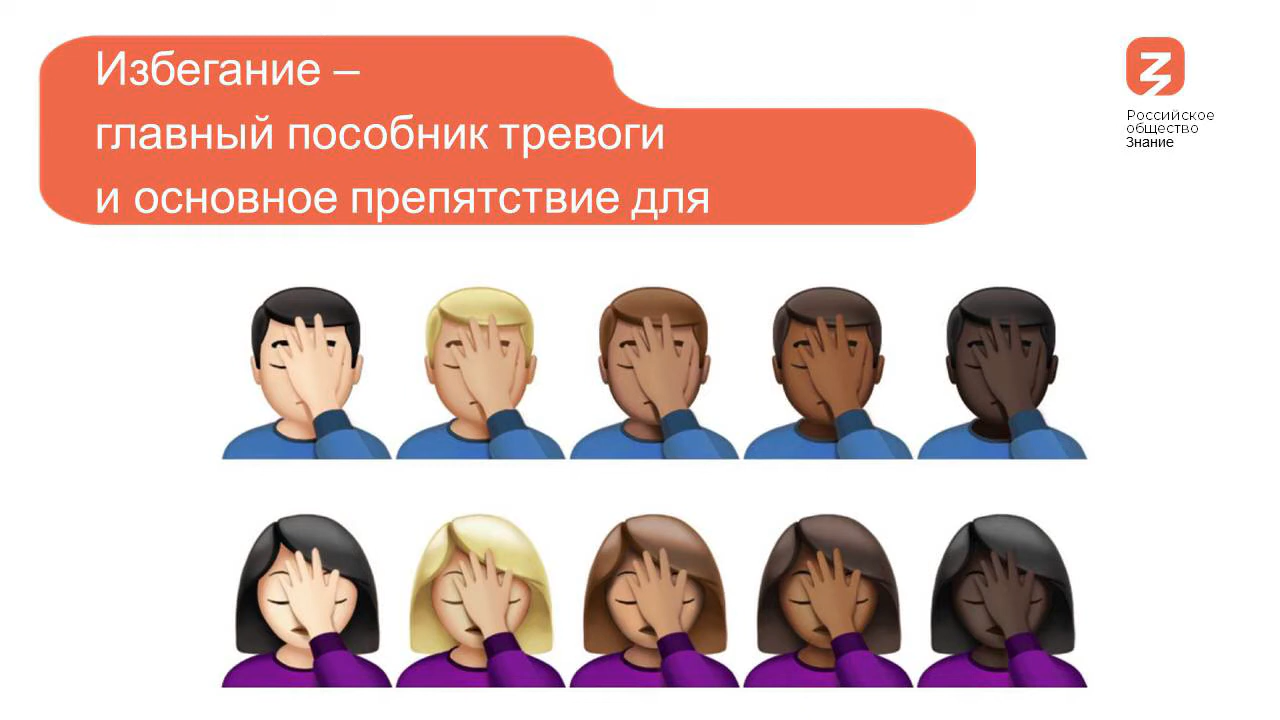 Избегание –
главный пособник тревоги
и основное препятствие для
Российское
общество
Знание